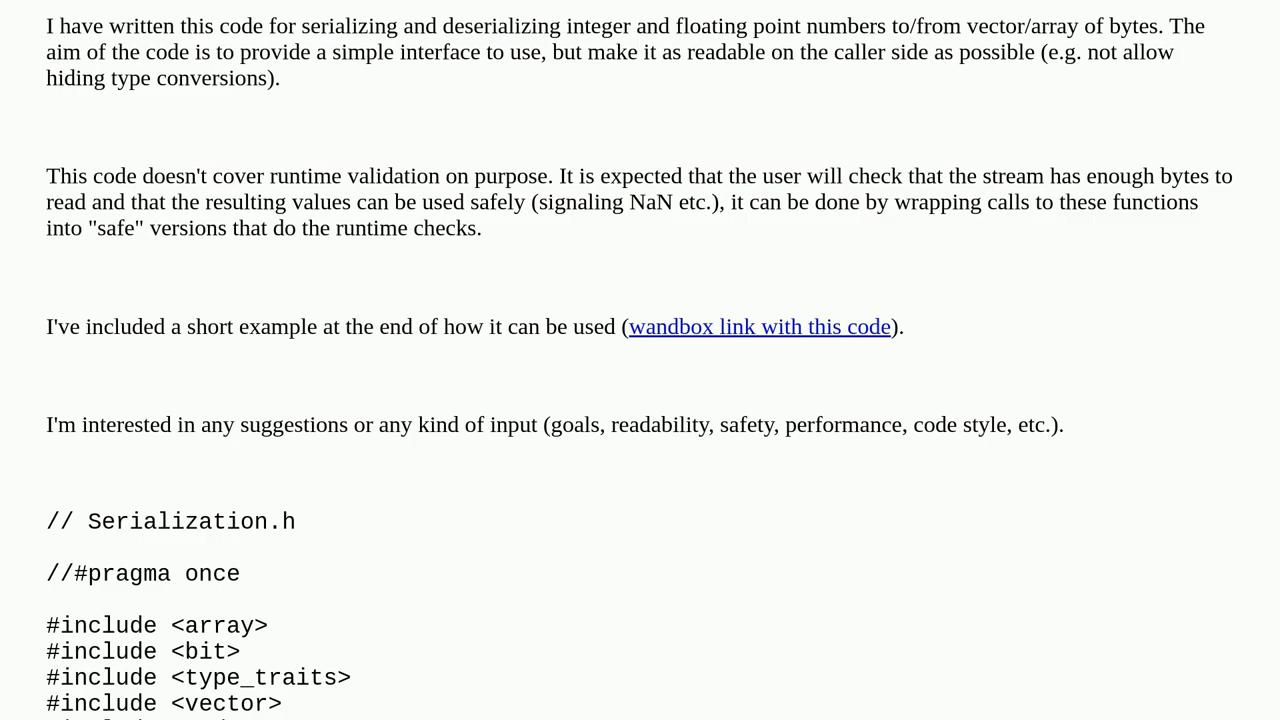 I have written this code for serializing and deserializing integer and floating point numbers to/from vector/array of bytes. The
aim of the code is to provide a simple interface to use, but make it as readable on the caller side as possible (e.g. not allow
hiding type conversions).
This code doesn't cover runtime validation on purpose. It is expected that the user will check that the stream has enough bytes to
read and that the resulting values can be used safely (signaling NaN etc.), it can be done by wrapping calls to these functions
into "safe" versions that do the runtime checks.
I've included a short example at the end of how it can be used (wandbox link with this code).
I'm interested in any suggestions or any kind of input (goals, readability, safety, performance, code style, etc.).
// Serialization.h
//#pragma once
#include <array>
#include <bit>
#include <type_traits>
#include <vector>